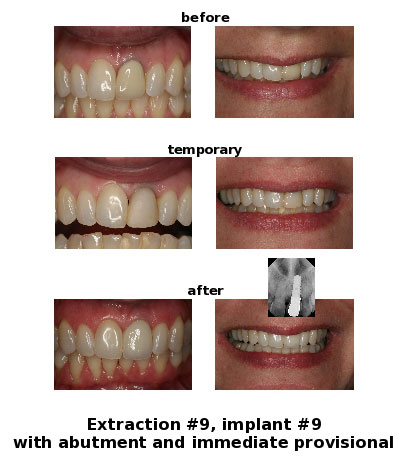 before
temporary
after
Extraction #9, implant #9
with abutment and immediate provisional